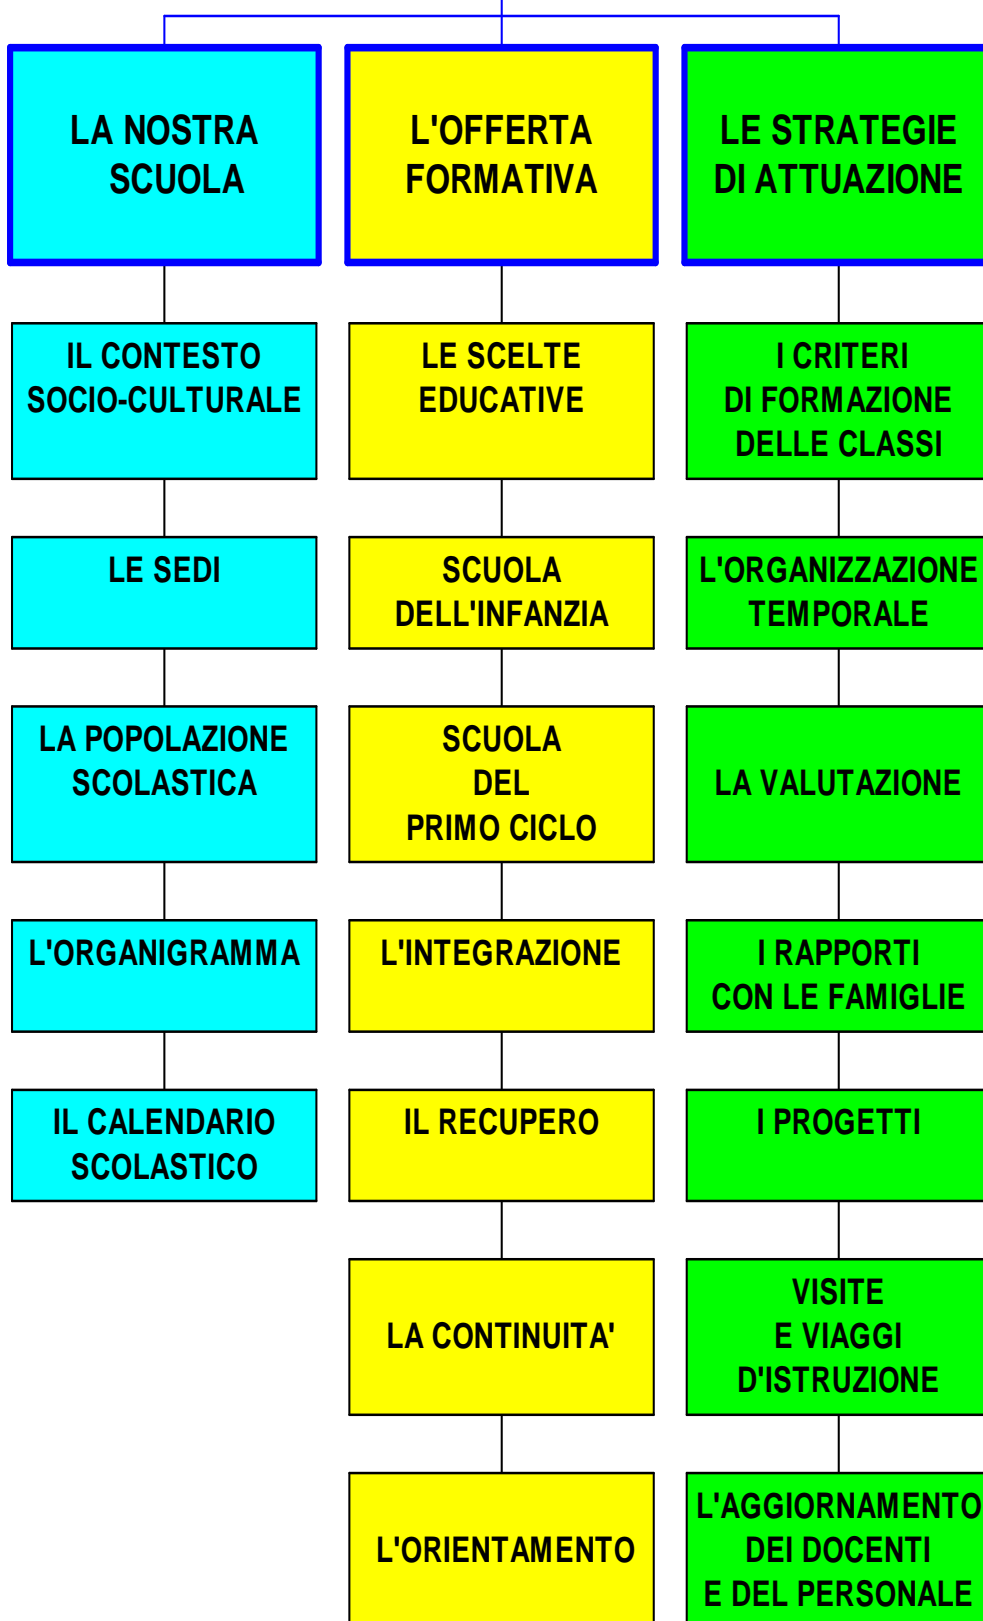 LA NOSTRA
SCUOLA
IL CONTESTO
SOCIO-CULTURALE
LE SEDI
LA POPOLAZIONE
SCOLASTICA
L'ORGANIGRAMMA
IL CALENDARIO
SCOLASTICO
L'OFFERTA
FORMATIVA
LE SCELTE
EDUCATIVE
SCUOLA
DELL'INFANZIA
SCUOLA
DEL
PRIMO CICLO
L'INTEGRAZIONE
IL RECUPERO
LA CONTINUITA'
L'ORIENTAMENTO
LE STRATEGIE
DI ATTUAZIONE
I CRITERI
DI FORMAZIONE
DELLE CLASSI
L'ORGANIZZAZIONE
TEMPORALE
LA VALUTAZIONE
I RAPPORTI
CON LE FAMIGLIE
I PROGETTI
VISITE
E VIAGGI
D'ISTRUZIONE
L'AGGIORNAMENTO
DEI DOCENTI
E DEL PERSONALE